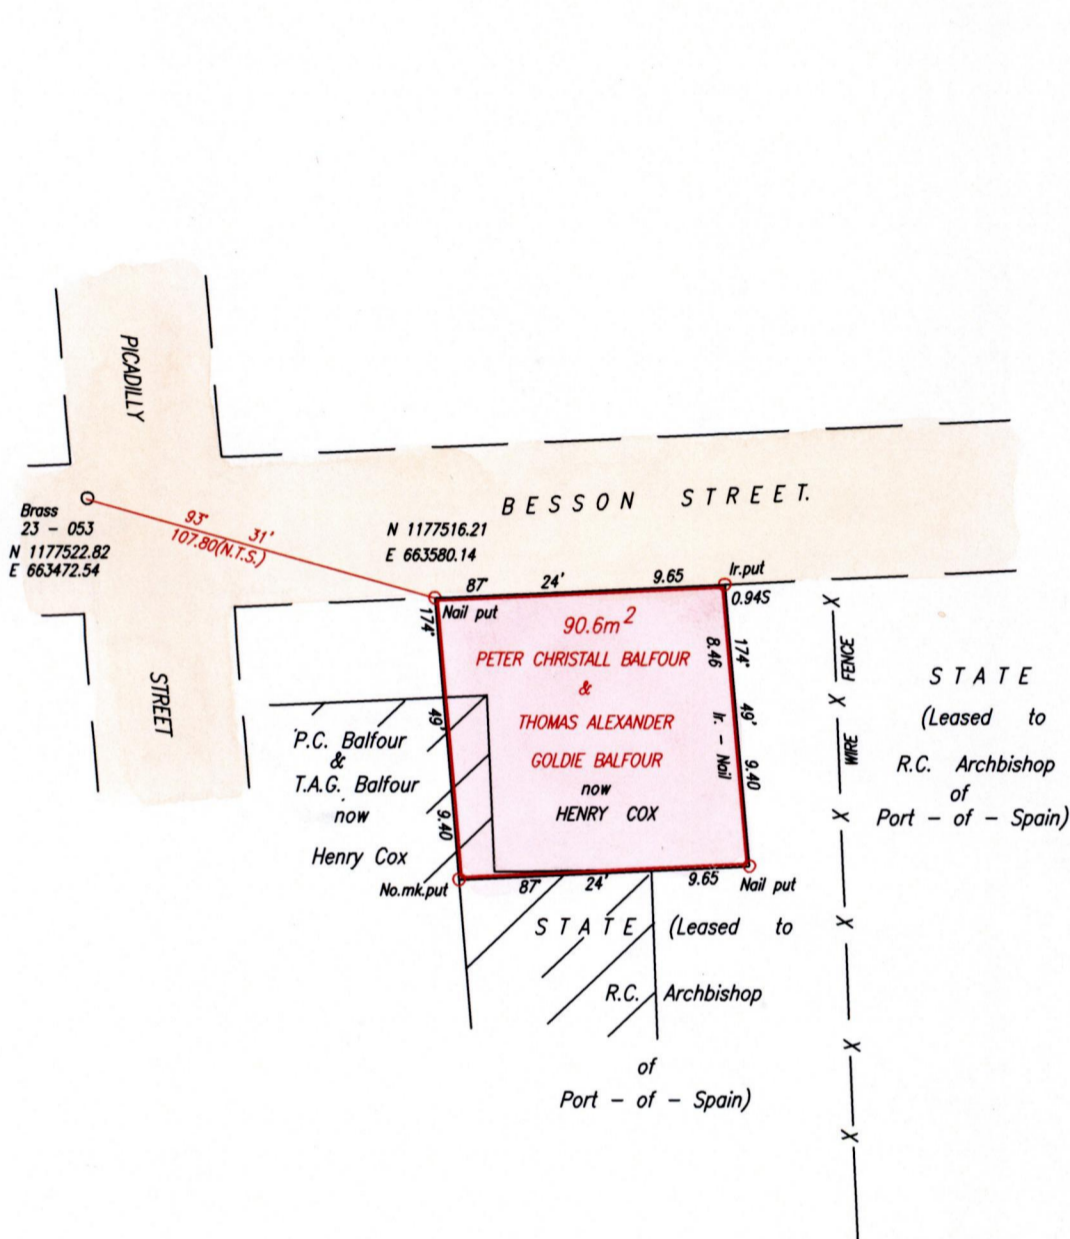 PICADILLY
STREET
BESSON STREET.
Brass
23 - 053
N 1177522.82
E 663472.54
93° 31'
107.80(N.T.S.)
N 1177516.21
E 663580.14
87° 24' 9.65
Ir.put
0.94S
Nail put
174° 49' 9.40
90.6m²
PETER CHRISTALL BALFOUR
&
THOMAS ALEXANDER
GOLDIE BALFOUR
now
HENRY COX
8.46
Ir. - Nail
174° 49' 9.40
X WIRE X FENCE X
X
X
X
X
STATE
(Leased to
R.C. Archbishop
of
Port - of - Spain)
P.C. Balfour
&
T.A.G. Balfour
now
Henry Cox
No.mk.put
87° 24' 9.65
Nail put
STATE (Leased to
R.C. Archbishop
of
Port - of - Spain)